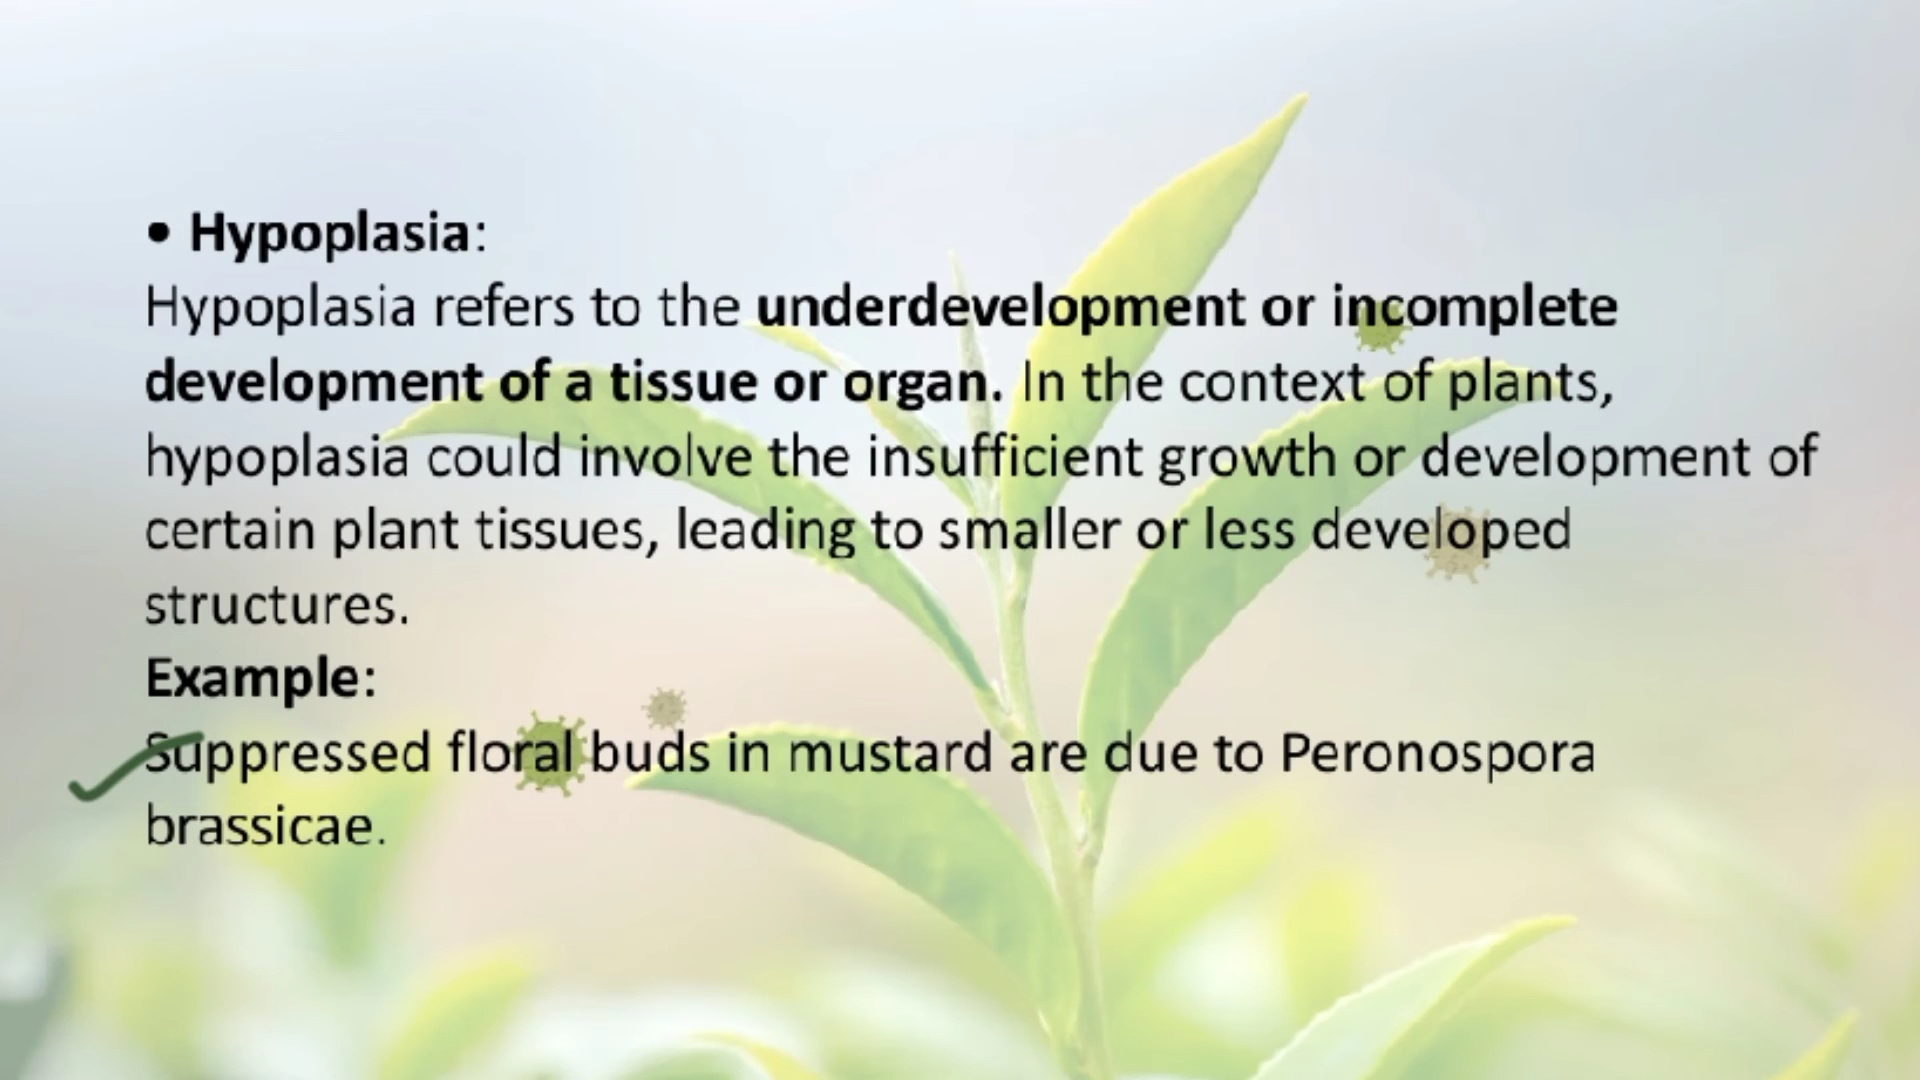 • Hypoplasia:
Hypoplasia refers to the underdevelopment or incomplete
development of a tissue or organ. In the context of plants,
hypoplasia could involve the insufficient growth or development of
certain plant tissues, leading to smaller or less developed
structures.
Example:
Suppressed floral buds in mustard are due to Peronospora
brassicae.